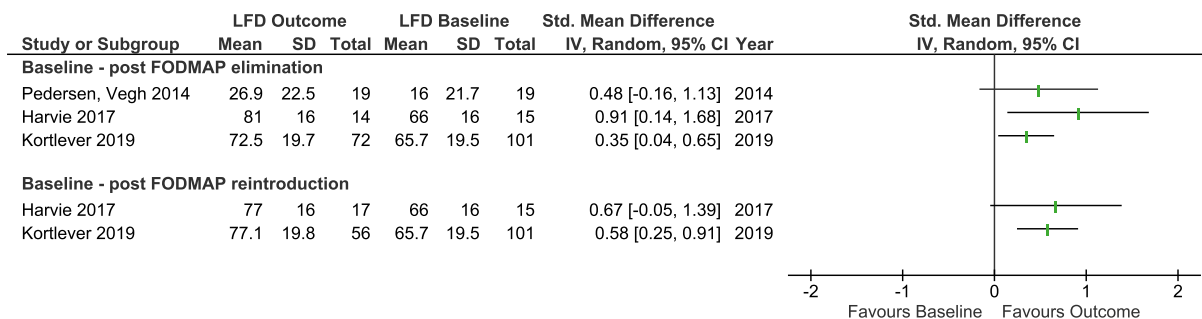 LFD Outcome LFD Baseline Std. Mean Difference Std. Mean Difference
Study or Subgroup Mean SD Total Mean SD Total IV, Random, 95% CI Year IV, Random, 95% CI
Baseline - post FODMAP elimination
Pedersen, Vegh 2014 26.9 22.5 19 16 21.7 19 0.48 [-0.16, 1.13] 2014
Harvie 2017 81 16 14 66 16 15 0.91 [0.14, 1.68] 2017
Kortlever 2019 72.5 19.7 72 65.7 19.5 101 0.35 [0.04, 0.65] 2019
Baseline - post FODMAP reintroduction
Harvie 2017 77 16 17 66 16 15 0.67 [-0.05, 1.39] 2017
Kortlever 2019 77.1 19.8 56 65.7 19.5 101 0.58 [0.25, 0.91] 2019
-2 -1 0 1 2
Favours Baseline Favours Outcome